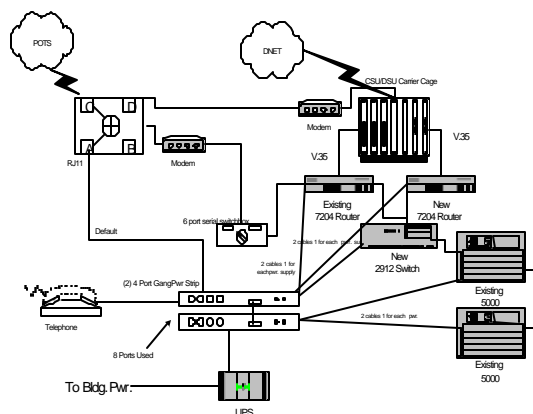 POTS
DNET
CSU/DSU Carrier Cage
C D
A B
RJ11
Modem
Modem
V.35
V.35
Existing
7204 Router
New
7204 Router
6 port serial switchbox
Default
2 cables 1 for each pwr. su
2 cables 1 for
each pwr. supply
New
2912 Switch
(2) 4 Port GangPwr Strip
Existing
5000
Telephone
2 cables 1 for each pwr.
8 Ports Used
Existing
5000
To Bldg. Pwr.
UPS